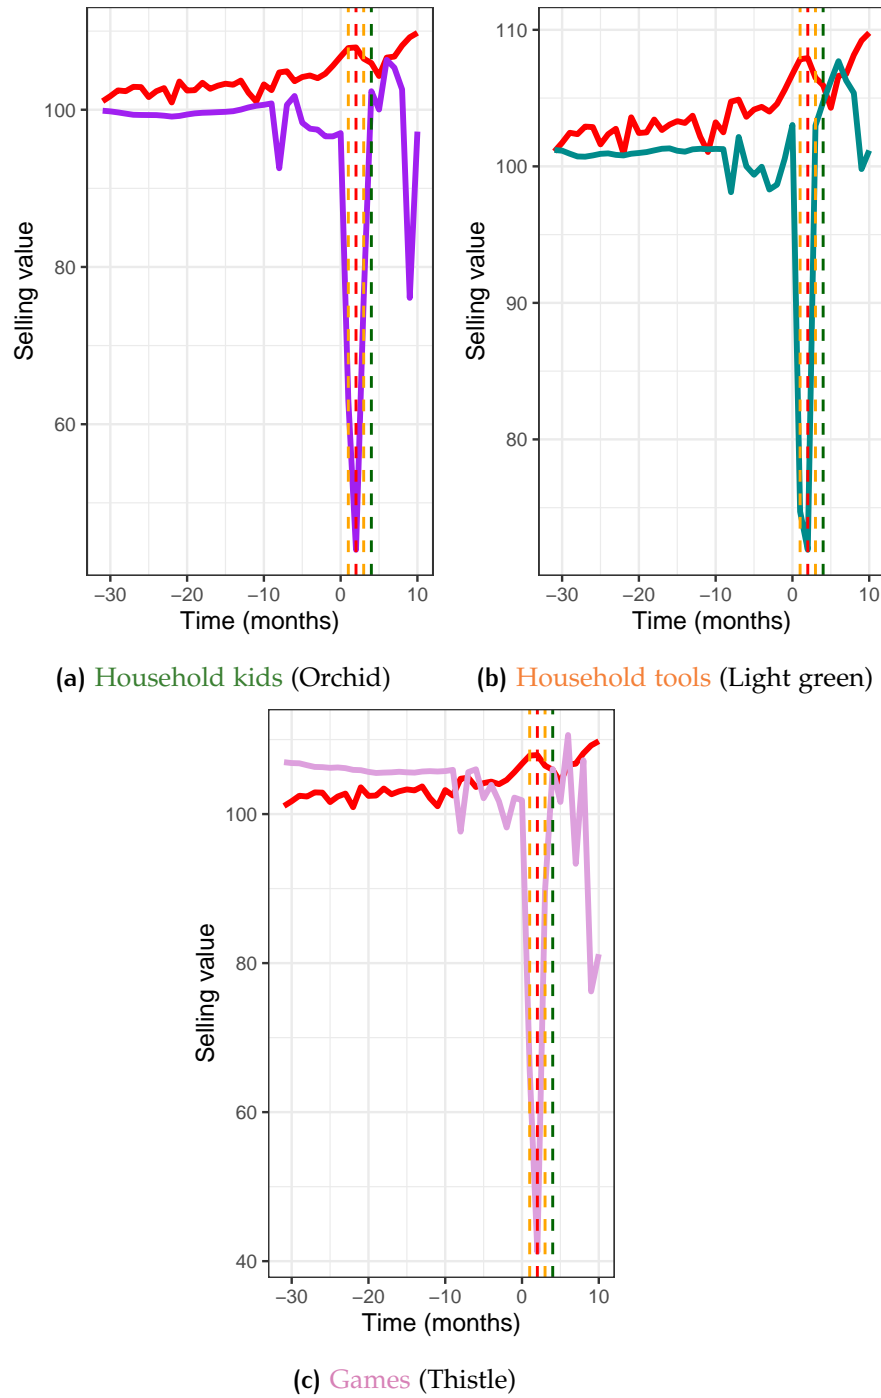 100
80
60
Selling value
−30
−20
−10
0
10
Time (months)
(a) Household kids (Orchid)
110
100
90
80
Selling value
−30
−20
−10
0
10
Time (months)
(b) Household tools (Light green)
100
80
60
40
Selling value
−30
−20
−10
0
10
Time (months)
(c) Games (Thistle)